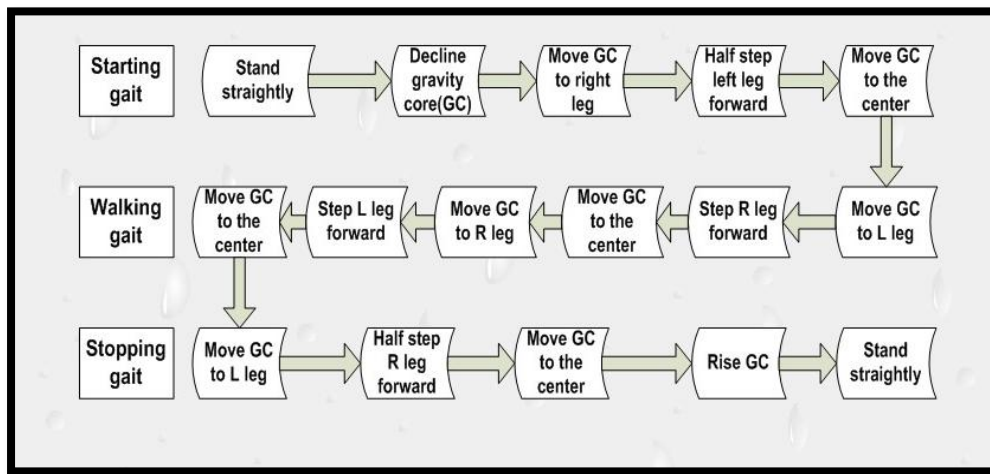 Starting
gait
Stand
straightly
Decline
gravity
core(GC)
Move GC
to right
leg
Half step
left leg
forward
Move GC
to the
center
Walking
gait
Move GC
to the
center
Step L leg
forward
Move GC
to R leg
Move GC
to the
center
Step R leg
forward
Move GC
to L leg
Stopping
gait
Move GC
to L leg
Half step
R leg
forward
Move GC
to the
center
Rise GC
Stand
straightly